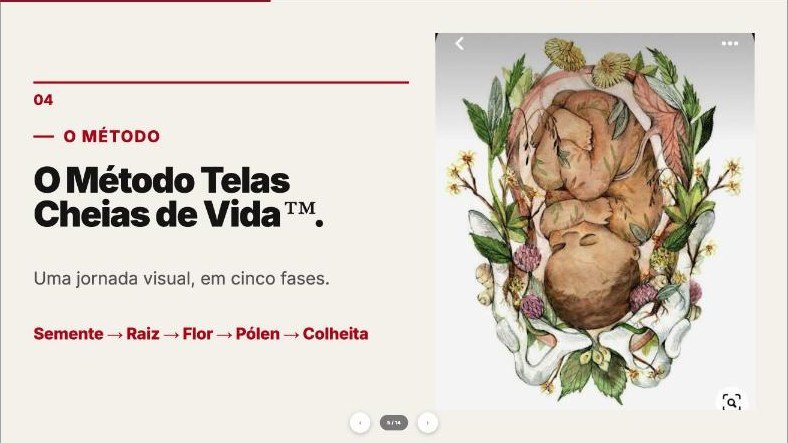 04
— O MÉTODO
O Método Telas
Cheias de Vida™.
Uma jornada visual, em cinco fases.
Semente → Raiz → Flor → Pólen → Colheita